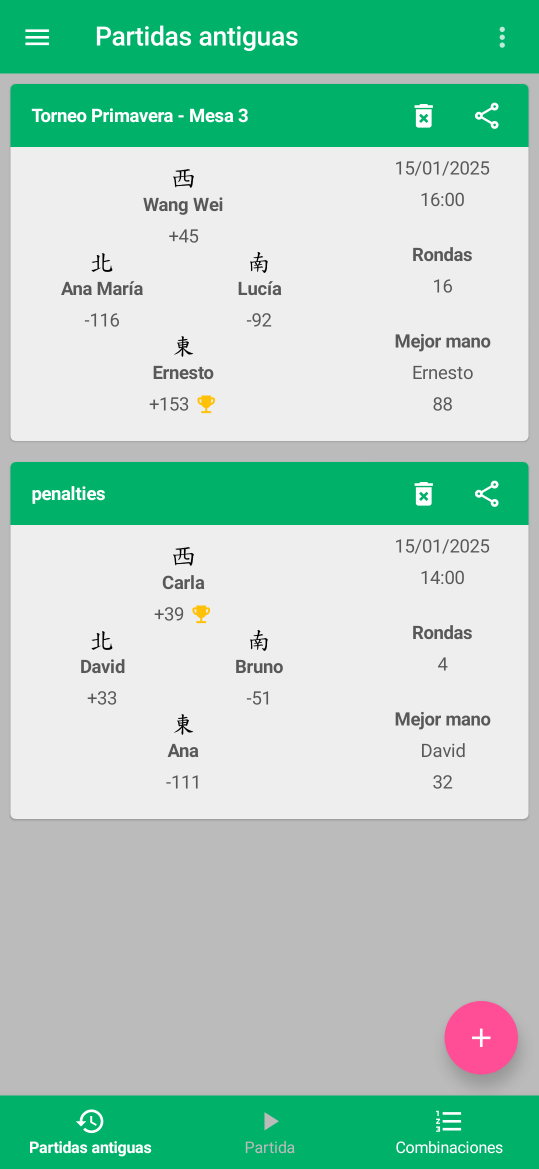 Partidas antiguas
Torneo Primavera - Mesa 3
西
Wang Wei
+45
北
Ana María
-116
南
Lucía
-92
東
Ernesto
+153
15/01/2025
16:00
Rondas
16
Mejor mano
Ernesto
88
penalties
西
Carla
+39
北
David
+33
南
Bruno
-51
東
Ana
-111
15/01/2025
14:00
Rondas
4
Mejor mano
David
32
Partidas antiguas
Partida
Combinaciones